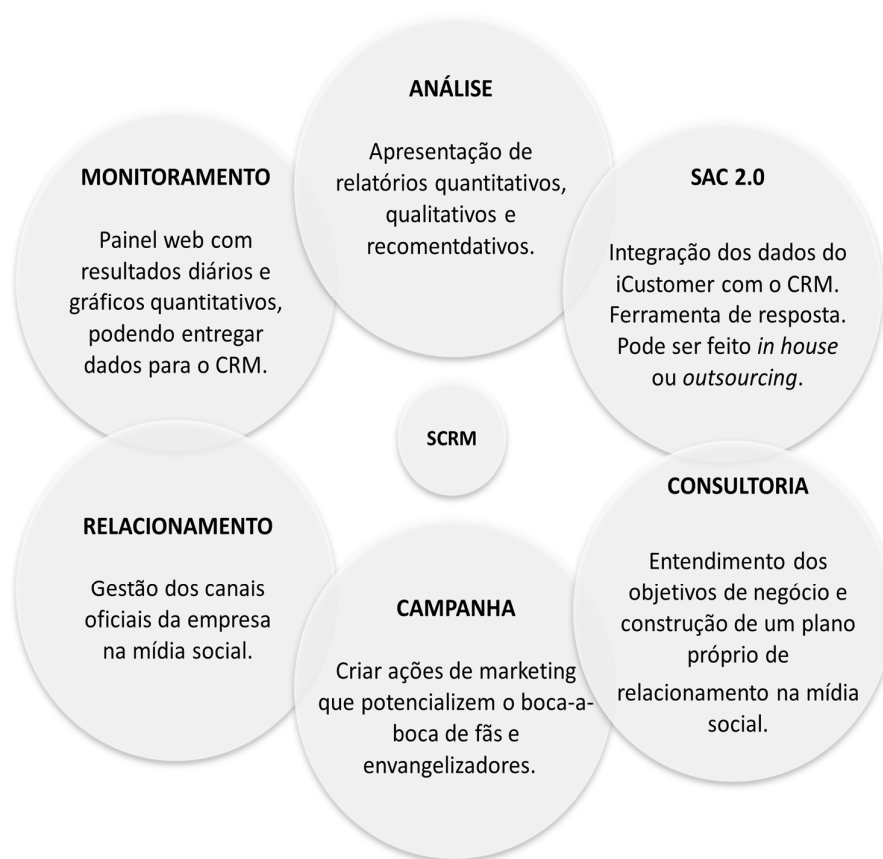 ANÁLISE
Apresentação de
relatórios quantitativos,
qualitativos e
recomentdativos.
MONITORAMENTO
Painel web com
resultados diários e
gráficos quantitativos,
podendo entregar
dados para o CRM.
SAC 2.0
Integração dos dados do
iCustomer com o CRM.
Ferramenta de resposta.
Pode ser feito in house
ou outsourcing.
SCRM
RELACIONAMENTO
Gestão dos canais
oficiais da empresa
na mídia social.
CAMPANHA
Criar ações de marketing
que potencializem o boca-a-
boca de fãs e
envangelizadores.
CONSULTORIA
Entendimento dos
objetivos de negócio e
construção de um plano
próprio de
relacionamento na mídia
social.